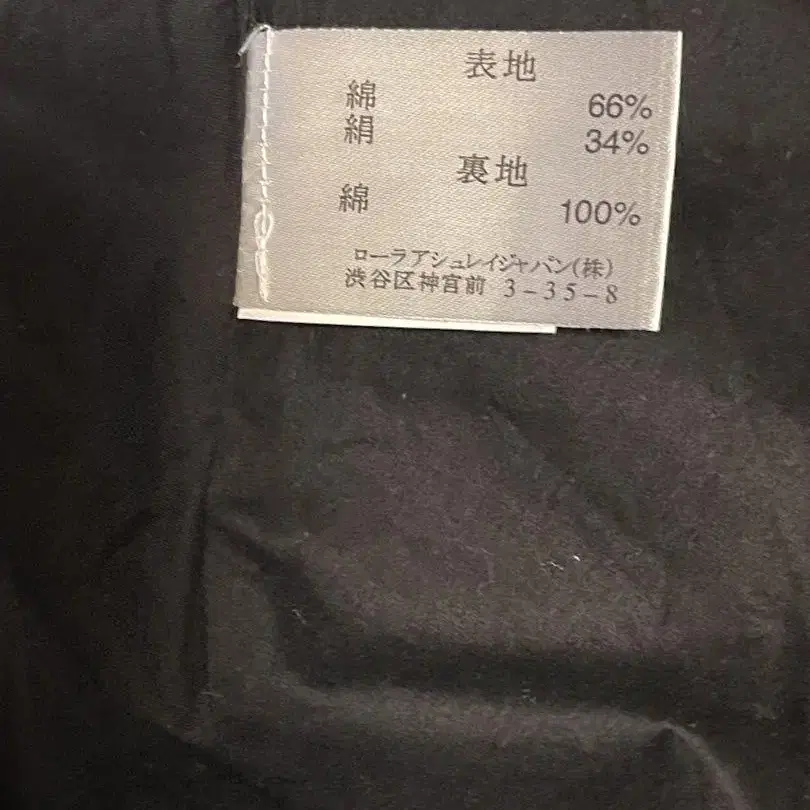 表地
綿 66%
絹 34%
裏地
綿 100%
ローラアシュレイジャパン(株)
渋谷区神宮前 3-35-8